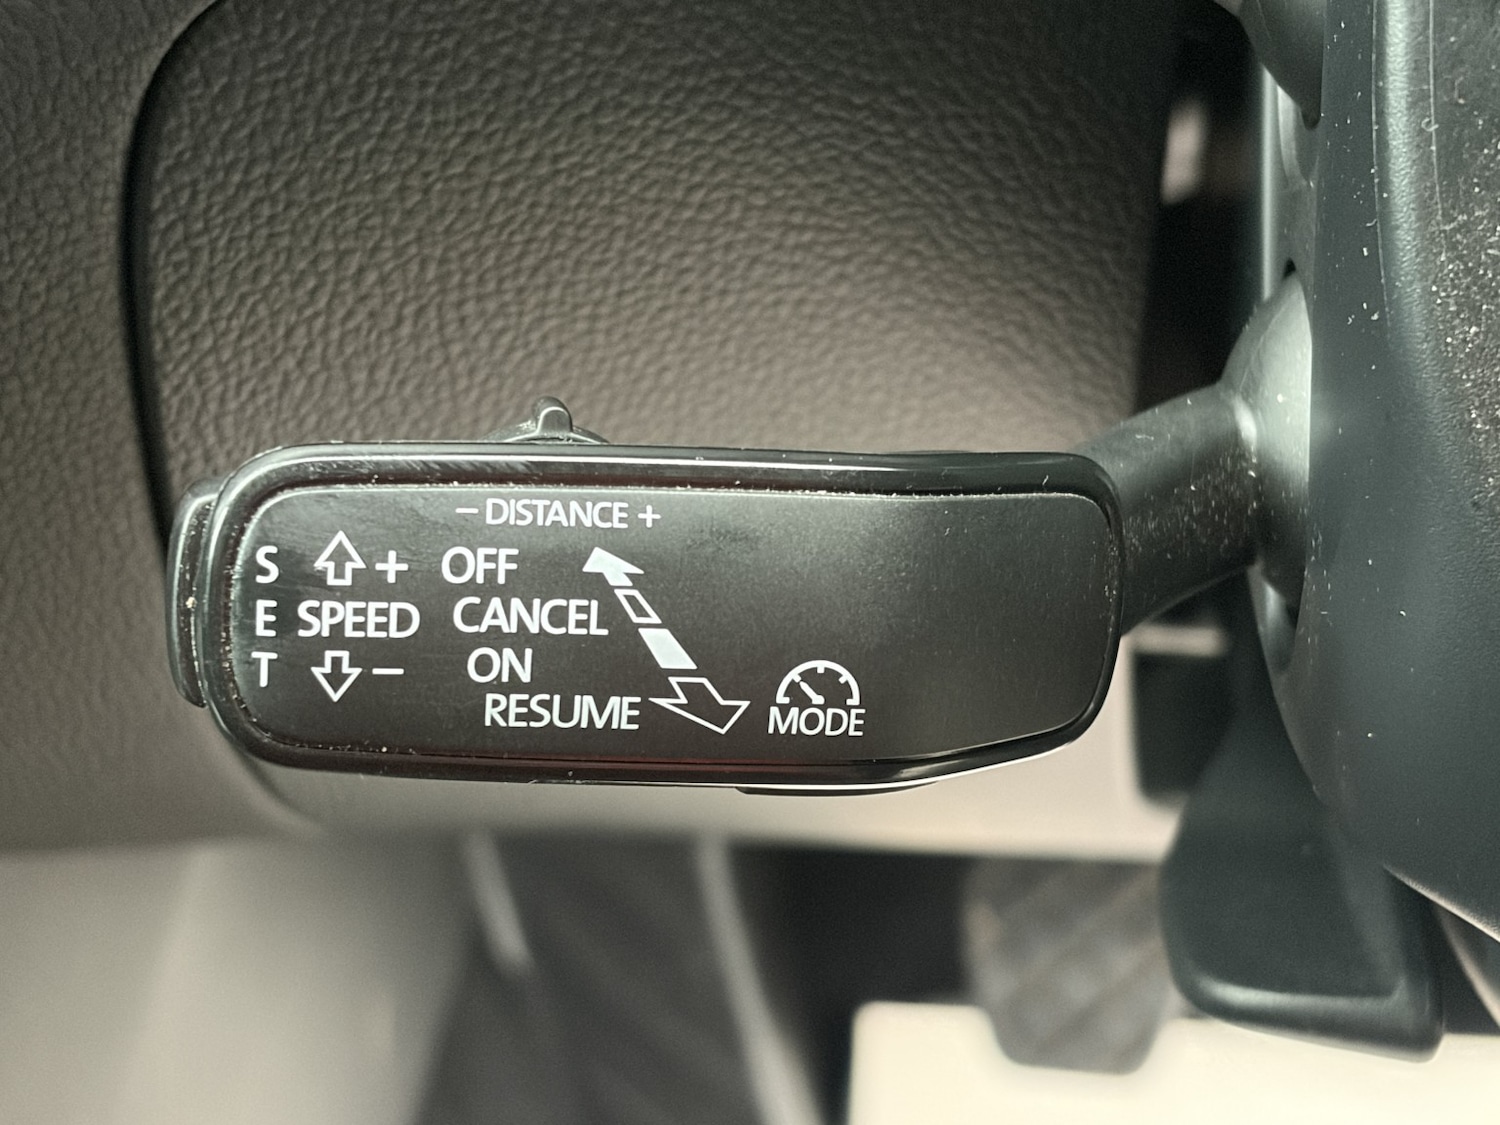 – DISTANCE +
S + OFF
E SPEED CANCEL
T – ON
RESUME MODE